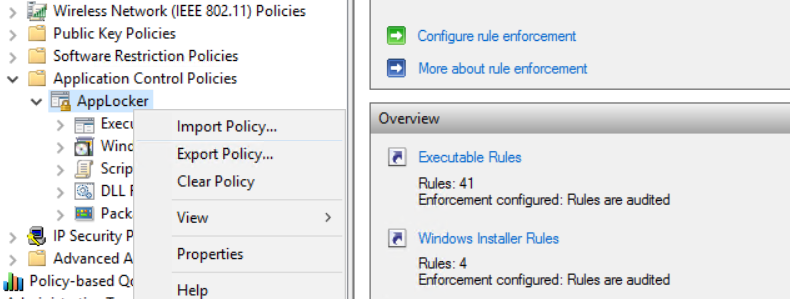 Wireless Network (IEEE 802.11) Policies
Public Key Policies
Software Restriction Policies
Application Control Policies
AppLocker
Execu
Wind
Scrip
DLL R
Pack
IP Security P
Advanced A
Policy-based Qo
Import Policy...
Export Policy...
Clear Policy
View
Properties
Help
Configure rule enforcement
More about rule enforcement
Overview
Executable Rules
Rules: 41
Enforcement configured: Rules are audited
Windows Installer Rules
Rules: 4
Enforcement configured: Rules are audited